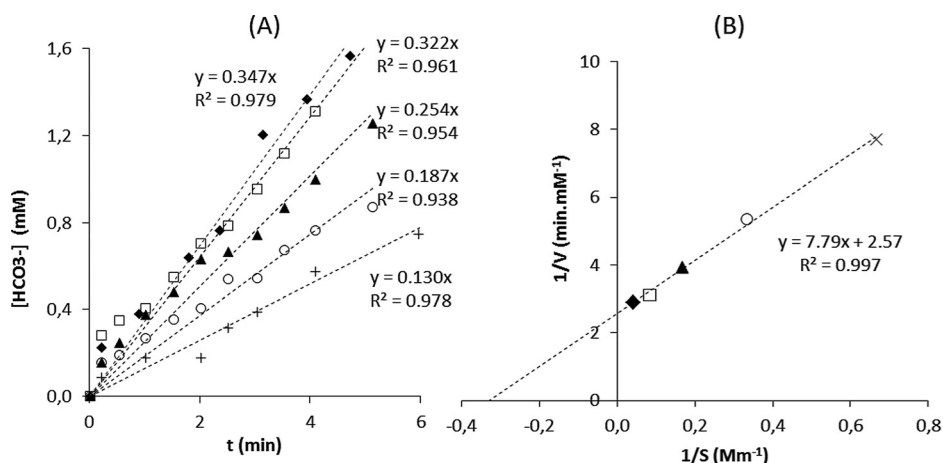 (A)
y = 0.322x
R² = 0.961
y = 0.347x
R² = 0.979
y = 0.254x
R² = 0.954
y = 0.187x
R² = 0.938
y = 0.130x
R² = 0.978
[HCO3-] (mM)
1,6
1,2
0,8
0,4
0,0
0
2
4
6
t (min)
(B)
1/V (min.mM⁻¹)
10
8
6
4
2
0
y = 7.79x + 2.57
R² = 0.997
-0,4
-0,2
0,0
0,2
0,4
0,6
0,8
1/S (Mm⁻¹)